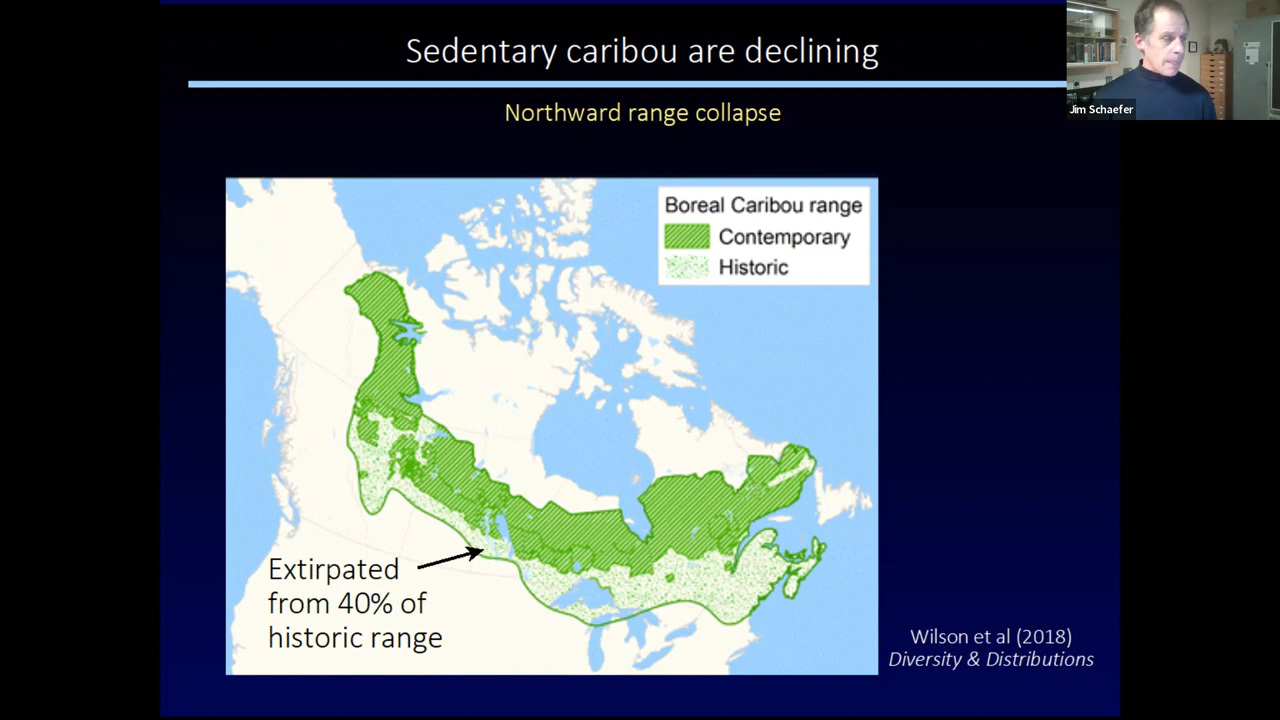 Sedentary caribou are declining
Jim Schaefer
Northward range collapse
Boreal Caribou range
Contemporary
Historic
Extirpated
from 40% of
historic range
Wilson et al (2018)
Diversity & Distributions